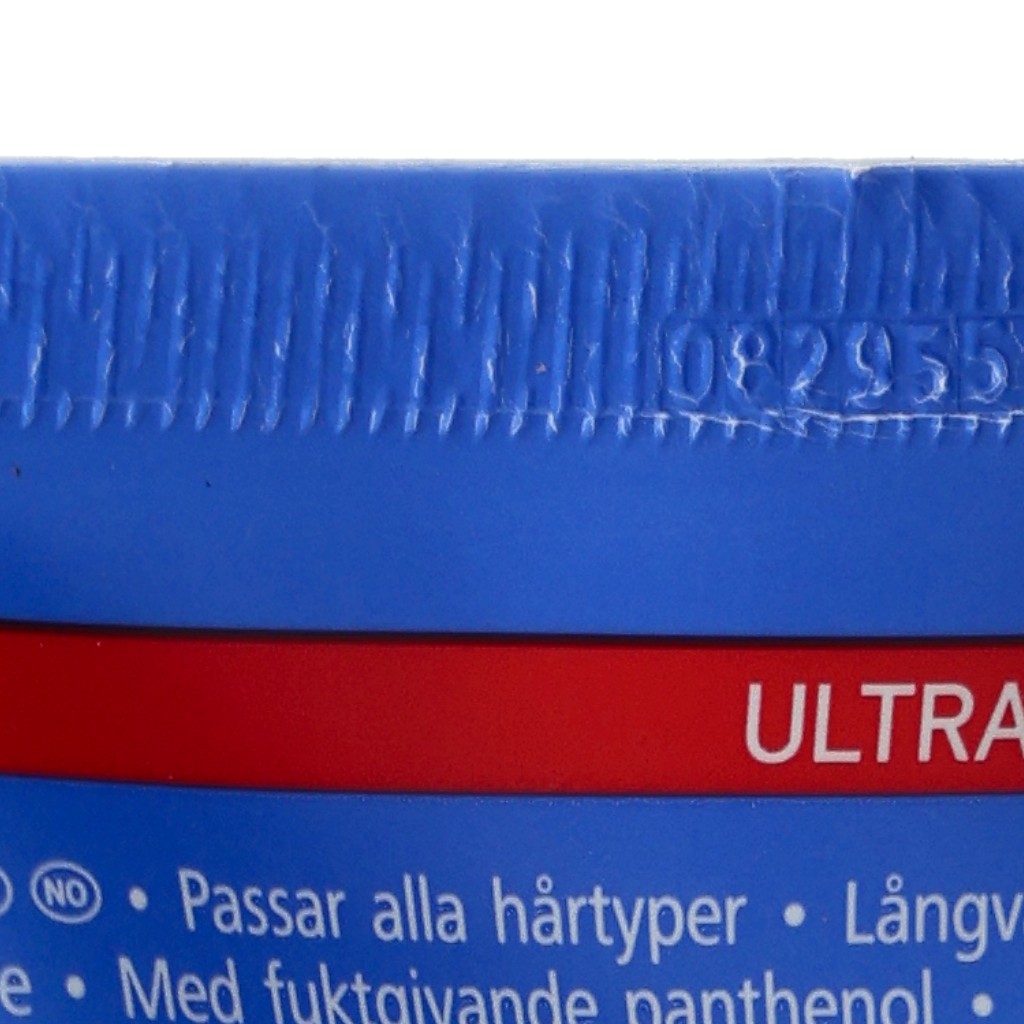 082955
ULTRA
NO • Passar alla hårtyper • Långv
e • Med fuktgivande panthenol •